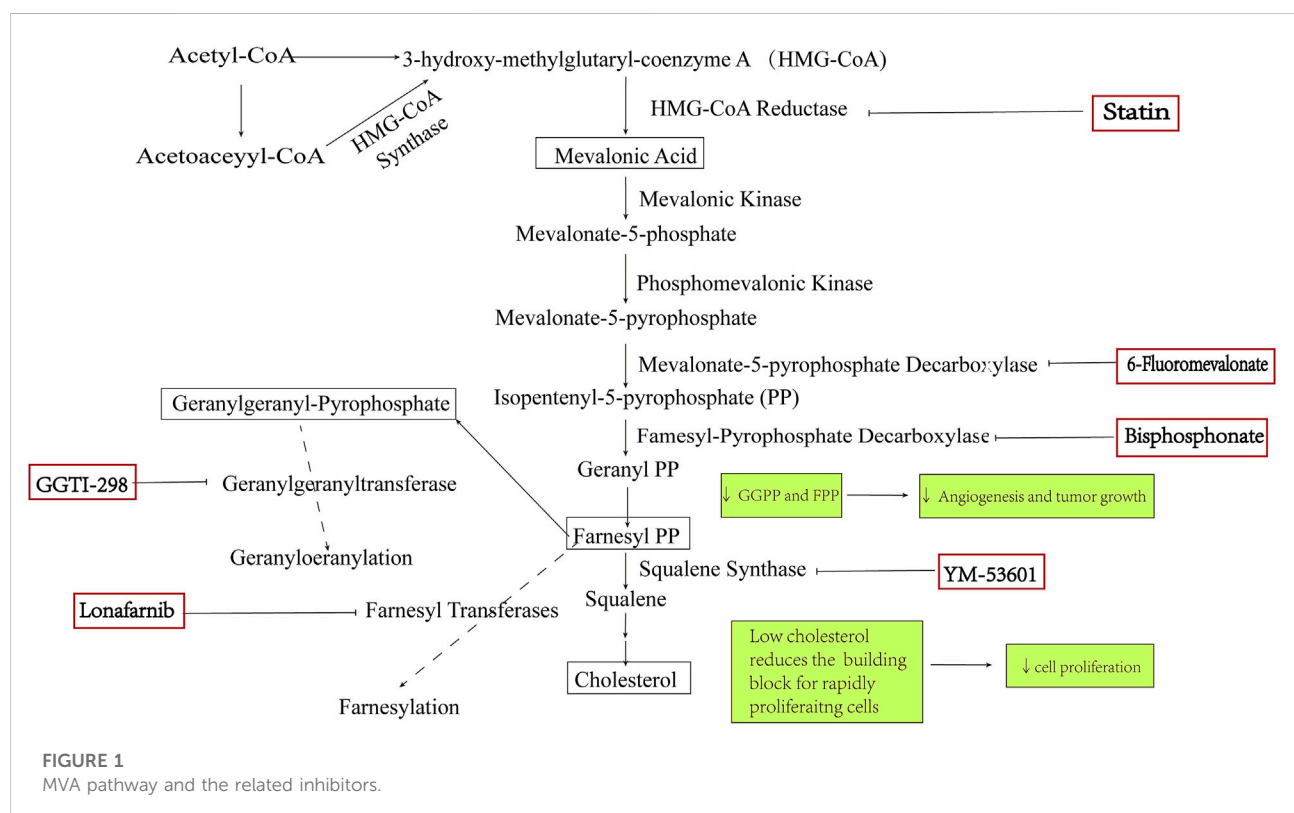 Acetyl-CoA
3-hydroxy-methylglutaryl-coenzyme A （HMG-CoA)
HMG-CoA Reductase
Statin
HMG-CoA
Synthase
Acetoaceyyl-CoA
Mevalonic Acid
Mevalonic Kinase
Mevalonate-5-phosphate
Phosphomevalonic Kinase
Mevalonate-5-pyrophosphate
Mevalonate-5-pyrophosphate Decarboxylase
6-Fluoromevalonate
Isopentenyl-5-pyrophosphate (PP)
Geranylgeranyl-Pyrophosphate
Famesyl-Pyrophosphate Decarboxylase
Bisphosphonate
Geranyl PP
GGTI-298
Geranylgeranyltransferase
↓ GGPP and FPP
↓ Angiogenesis and tumor growth
Farnesyl PP
Geranyloeranylation
Squalene Synthase
YM-53601
Squalene
Lonafarnib
Farnesyl Transferases
Low cholesterol
reduces the building
block for rapidly
proliferaitng cells
↓ cell proliferation
Cholesterol
Farnesylation
FIGURE 1
MVA pathway and the related inhibitors.